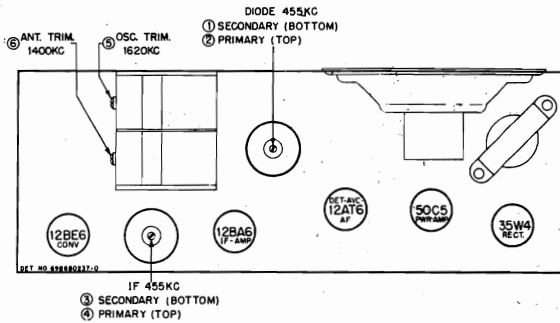 DIODE 455KC
① SECONDARY (BOTTOM)
② PRIMARY (TOP)
⑥ ANT. TRIM.
1400KC
⑤ OSC. TRIM.
1620KC
12BE6
CONV
12BA6
IF-AMP
DET-AVC-
12AT6
AF
50C5
PWR-AMP
35W4
RECT.
DET NO 69B680237-0
IF 455KC
③ SECONDARY (BOTTOM)
④ PRIMARY (TOP)